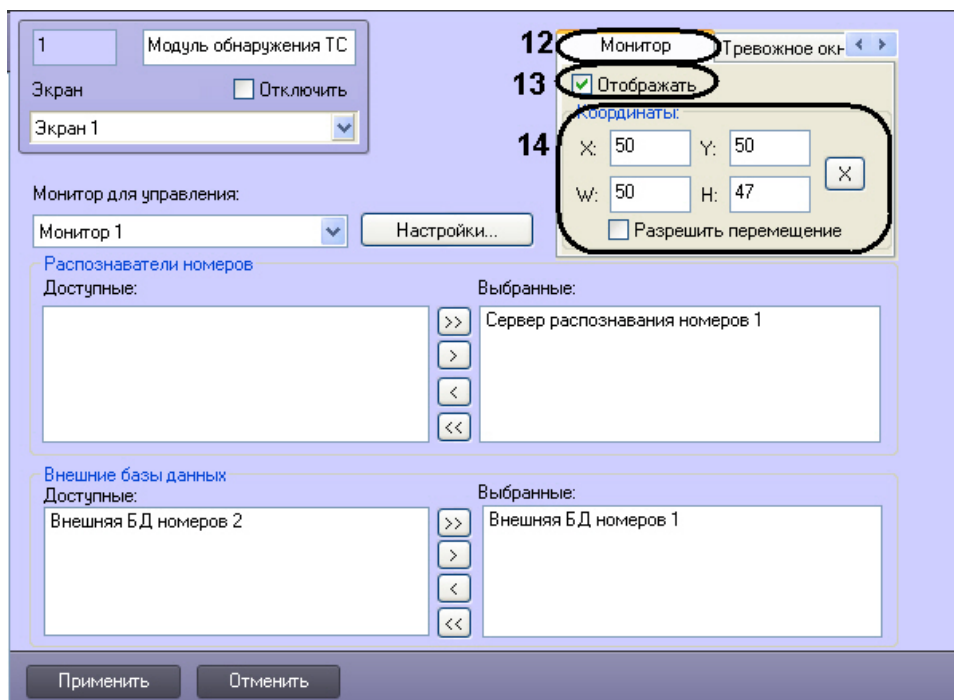 1 Модуль обнаружения ТС
Экран Отключить
Экран 1
12 Монитор Тревожное окн
13 Отображать
Координаты:
14 X: 50 Y: 50 X
W: 50 H: 47
Разрешить перемещение
Монитор для управления:
Монитор 1 Настройки...
Распознаватели номеров
Доступные: Выбранные:
Сервер распознавания номеров 1
>>
>
<
<<
Внешние базы данных
Доступные: Выбранные:
Внешняя БД номеров 2 >> Внешняя БД номеров 1
>
<
<<
Применить Отменить